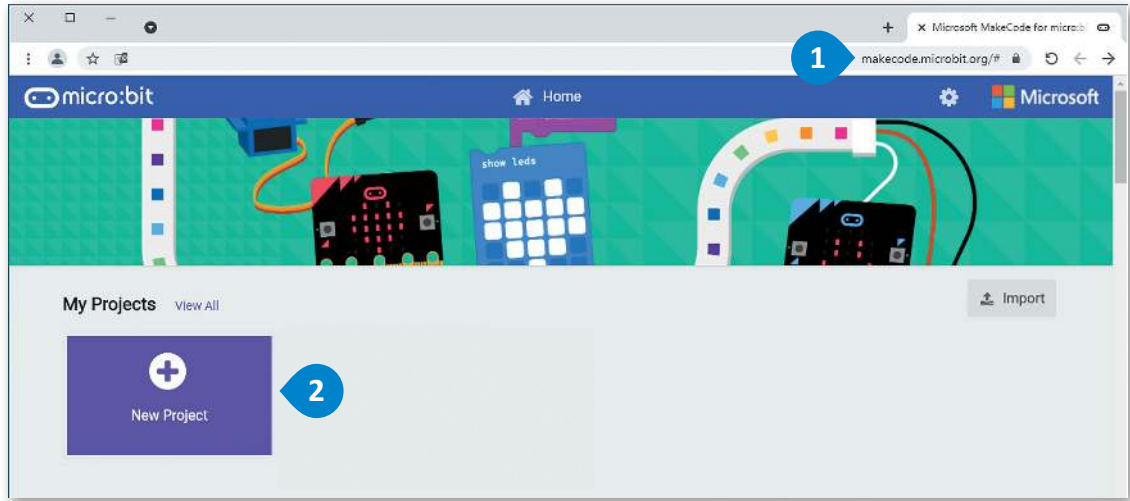 + × Microsoft MakeCode for micro:b
1 makecode.microbit.org/#
micro:bit Home Microsoft
show leds
My Projects View All Import
New Project 2